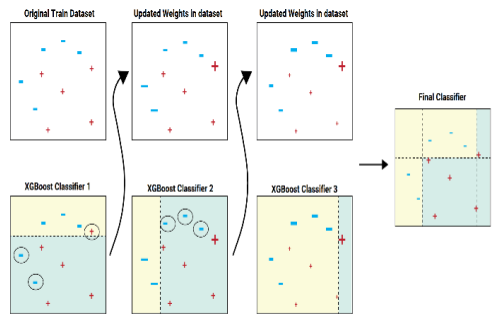 Original Train Dataset
Updated Weights in dataset
Updated Weights in dataset
Final Classifier
XGBoost Classifier 1
XGBoost Classifier 2
XGBoost Classifier 3